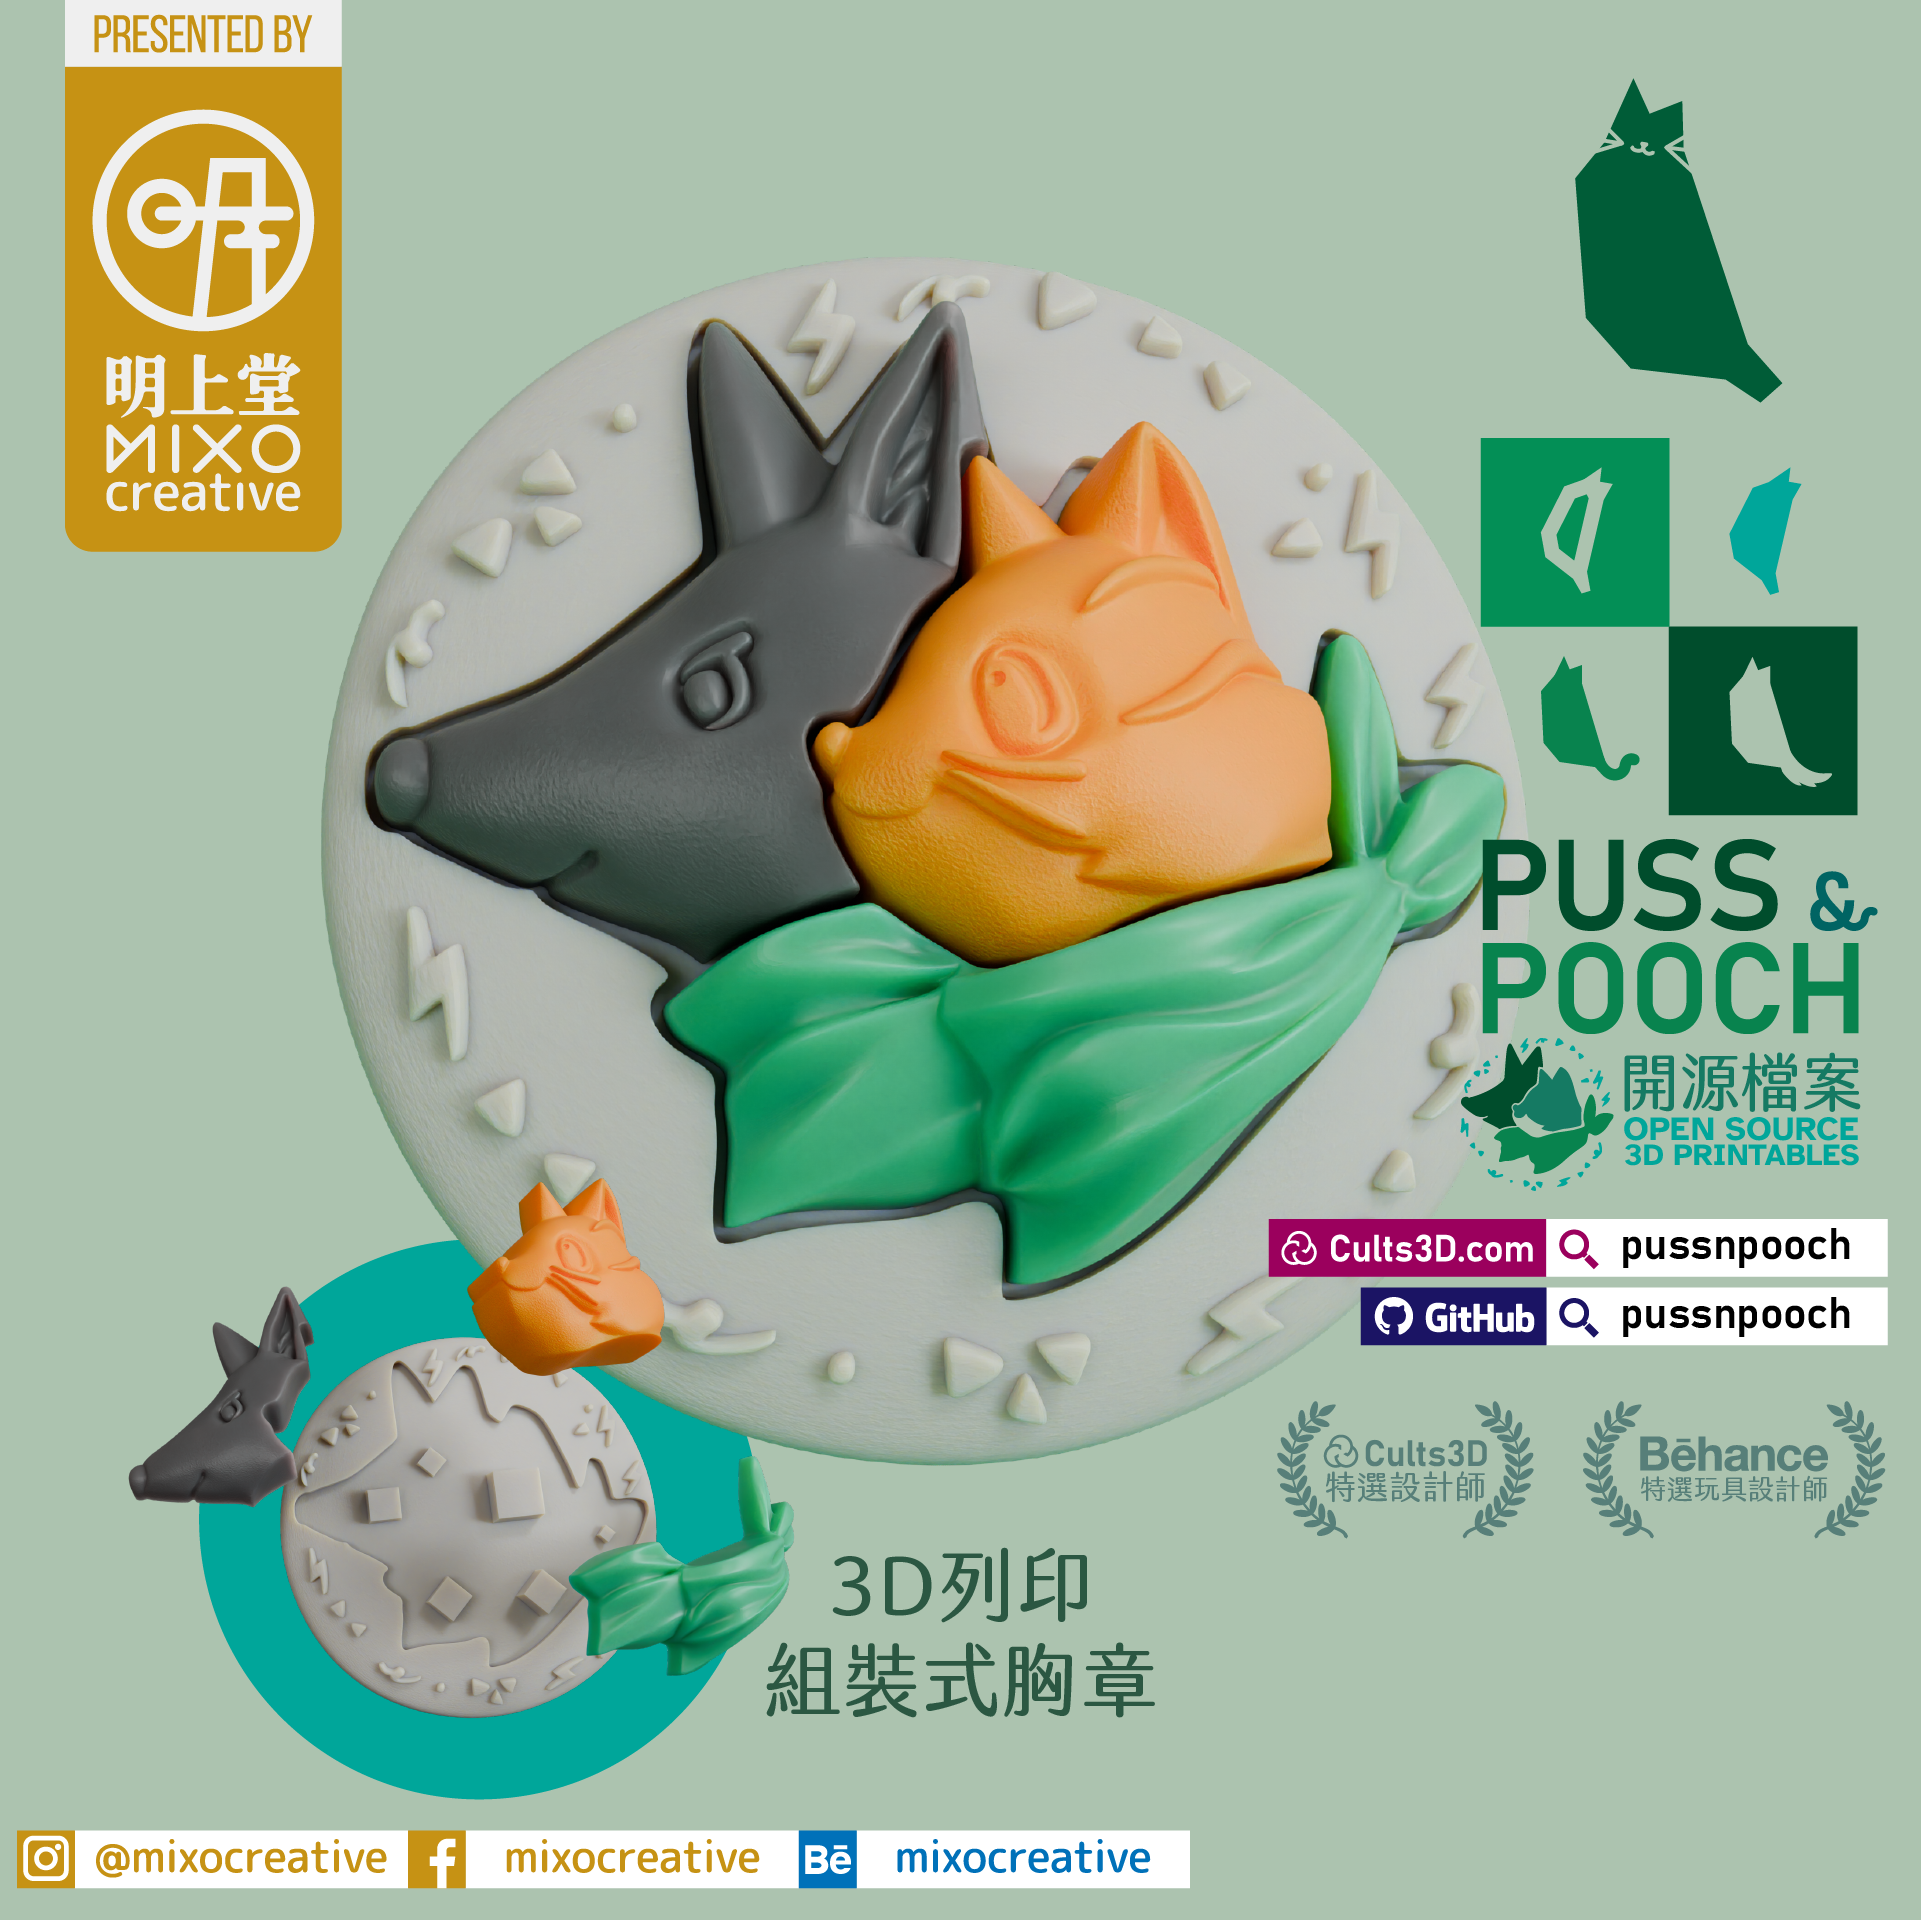 PRESENTED BY
明
明上堂
MIXO
creative
PUSS &
POOCH
開源檔案
OPEN SOURCE
3D PRINTABLES
Cults3D.com
pussnpooch
GitHub
pussnpooch
Cults3D
特選設計師
Bēhance
特選玩具設計師
3D列印
組裝式胸章
@mixocreative
f
mixocreative
Bē
mixocreative